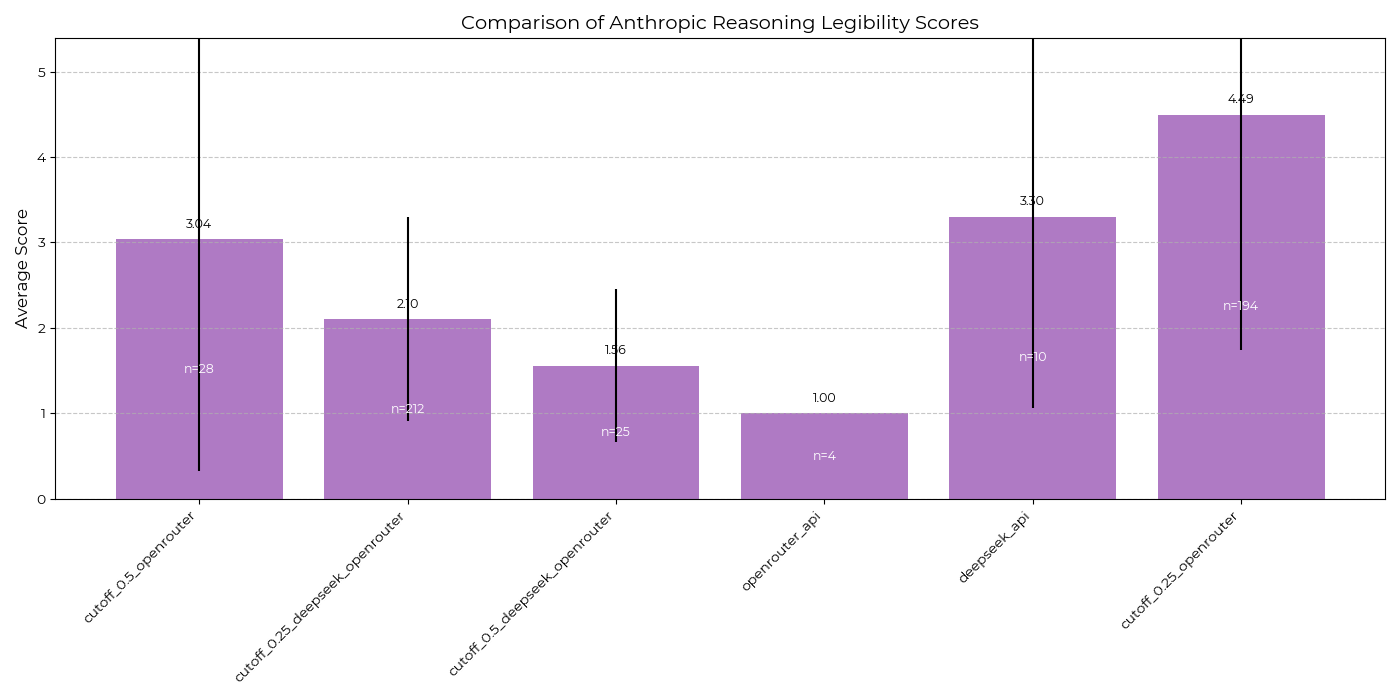 Comparison of Anthropic Reasoning Legibility Scores
Average Score
5
4
3
2
1
0
3.04
2.10
1.56
1.00
3.30
4.49
n=28
n=212
n=25
n=4
n=10
n=194
cutoff_0.5_openrouter
cutoff_0.25_deepseek_openrouter
cutoff_0.5_deepseek_openrouter
openrouter_api
deepseek_api
cutoff_0.25_openrouter